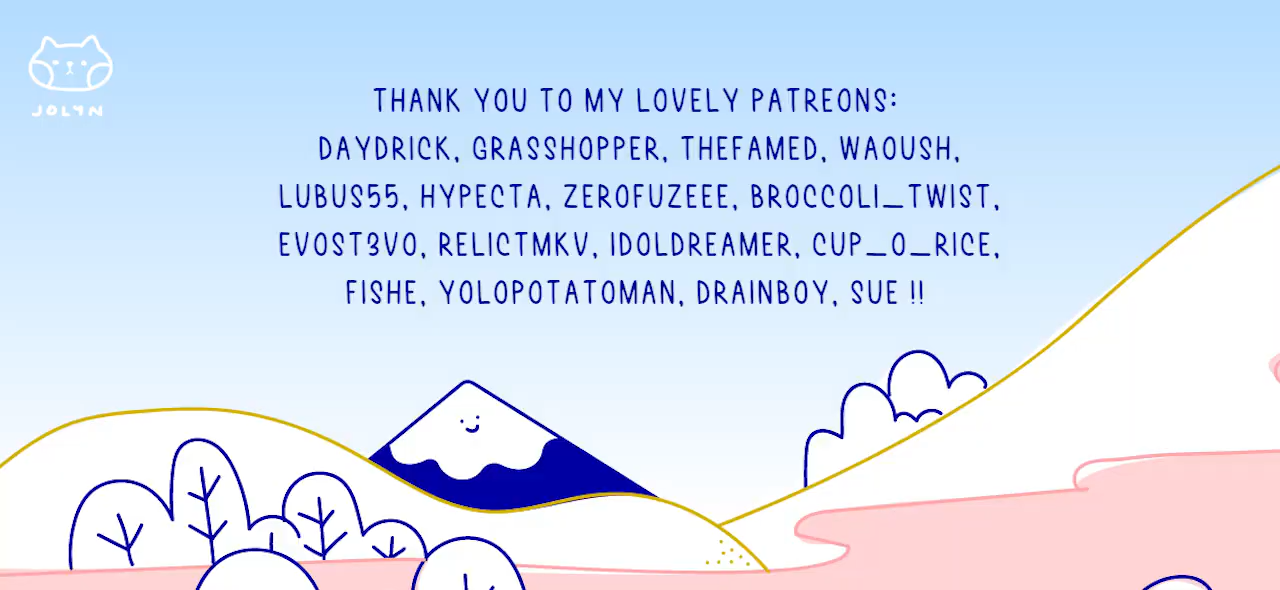 JOLYN
THANK YOU TO MY LOVELY PATREONS:
DAYDRICK, GRASSHOPPER, THEFAMED, WAOUSH,
LUBUS55, HYPECTA, ZEROFUZEEE, BROCCOLI_TWIST,
EVOST3VO, RELICTMKV, IDOLDREAMER, CUP_O_RICE,
FISHE, YOLOPOTATOMAN, DRAINBOY, SUE !!